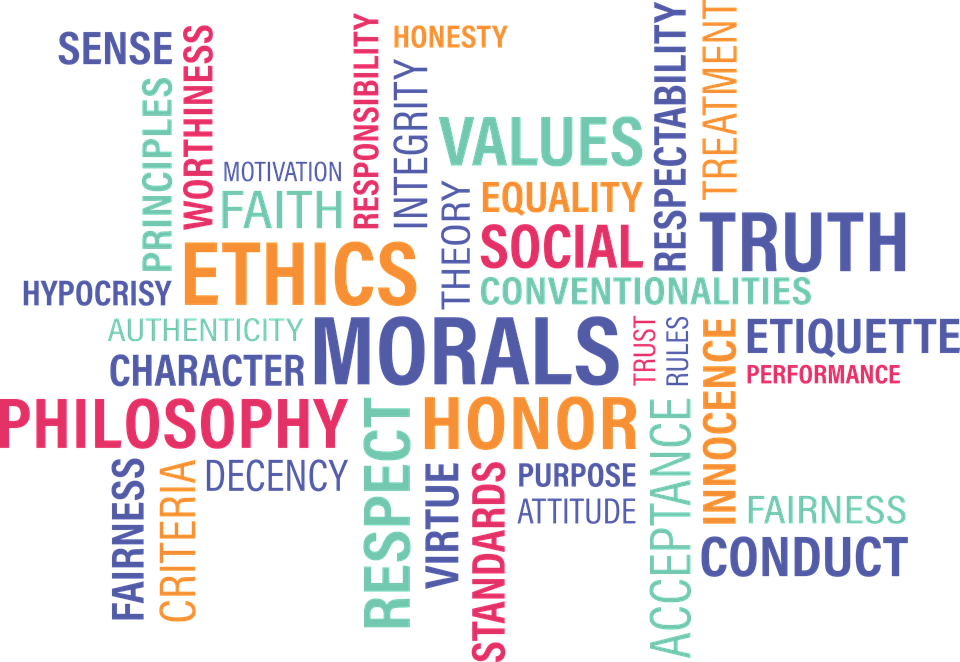 SENSE
PRINCIPLES
WORTHINESS
RESPONSIBILITY
HONESTY
INTEGRITY
VALUES
RESPECTABILITY
TREATMENT
MOTIVATION
FAITH
THEORY
EQUALITY
SOCIAL
TRUTH
ETHICS
HYPOCRISY
CONVENTIONALITIES
AUTHENTICITY
MORALS
TRUST
RULES
INNOCENCE
ETIQUETTE
CHARACTER
PERFORMANCE
PHILOSOPHY
RESPECT
HONOR
ACCEPTANCE
FAIRNESS
CRITERIA
DECENCY
VIRTUE
STANDARDS
PURPOSE
ATTITUDE
FAIRNESS
CONDUCT